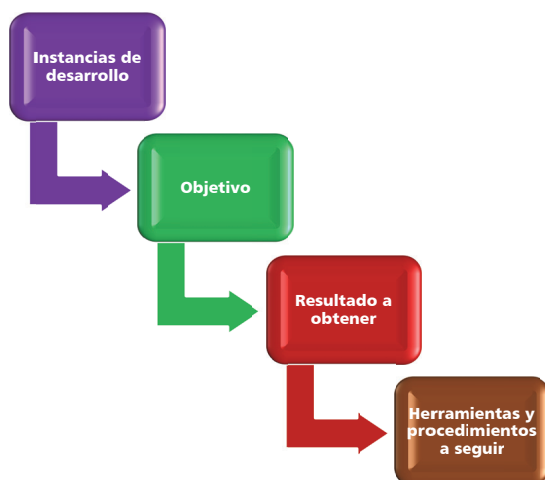 Instancias de
desarrollo
Objetivo
Resultado a
obtener
Herramientas y
procedimientos
a seguir